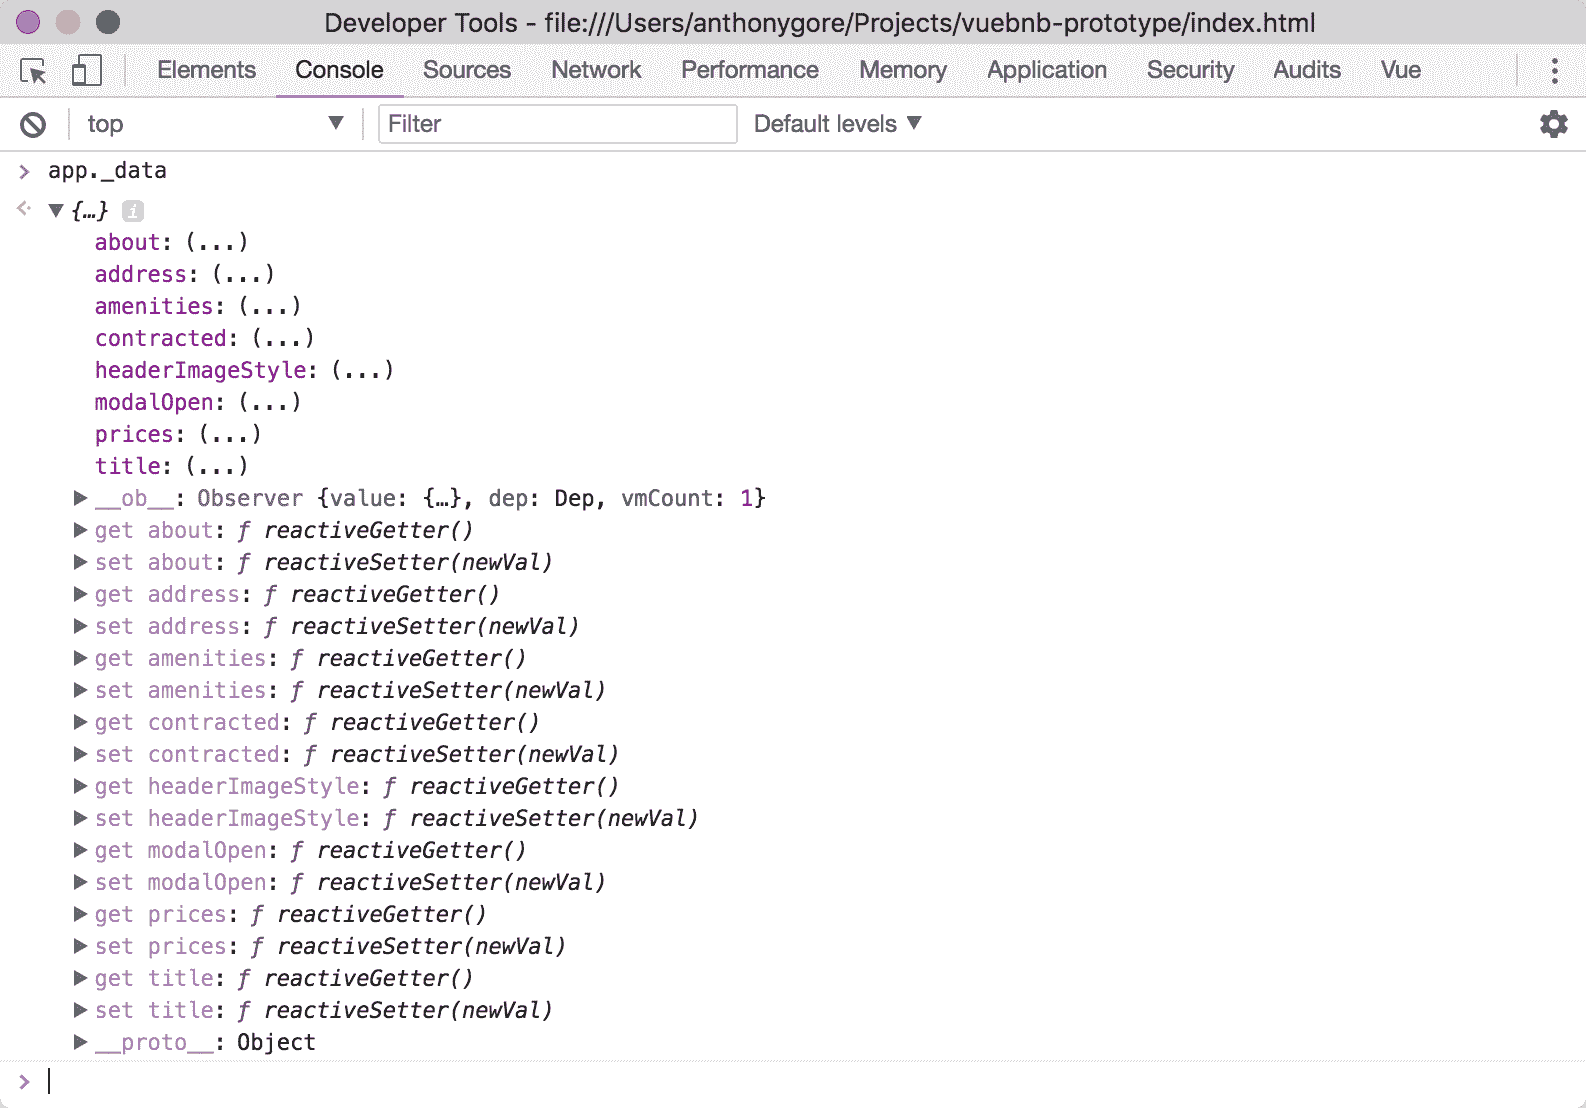 Developer Tools - file:///Users/anthonygore/Projects/vuebnb-prototype/index.html
Elements Console Sources Network Performance Memory Application Security Audits Vue
top ▼ Filter Default levels ▼
> app._data
▼ {…} i
about: (...)
address: (...)
amenities: (...)
contracted: (...)
headerImageStyle: (...)
modalOpen: (...)
prices: (...)
title: (...)
▶ __ob__: Observer {value: {…}, dep: Dep, vmCount: 1}
▶ get about: ƒ reactiveGetter()
▶ set about: ƒ reactiveSetter(newVal)
▶ get address: ƒ reactiveGetter()
▶ set address: ƒ reactiveSetter(newVal)
▶ get amenities: ƒ reactiveGetter()
▶ set amenities: ƒ reactiveSetter(newVal)
▶ get contracted: ƒ reactiveGetter()
▶ set contracted: ƒ reactiveSetter(newVal)
▶ get headerImageStyle: ƒ reactiveGetter()
▶ set headerImageStyle: ƒ reactiveSetter(newVal)
▶ get modalOpen: ƒ reactiveGetter()
▶ set modalOpen: ƒ reactiveSetter(newVal)
▶ get prices: ƒ reactiveGetter()
▶ set prices: ƒ reactiveSetter(newVal)
▶ get title: ƒ reactiveGetter()
▶ set title: ƒ reactiveSetter(newVal)
▶ __proto__: Object
>